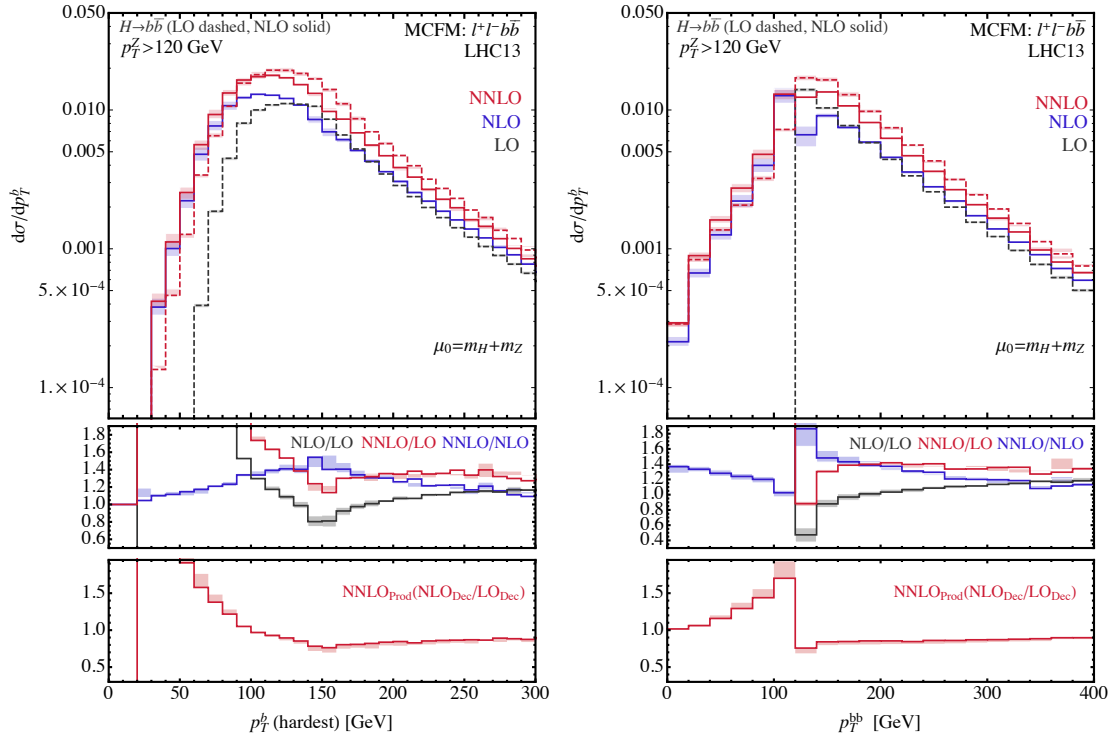 H→bb̅ (LO dashed, NLO solid)
p_T^Z>120 GeV
MCFM: l⁺l⁻bb̅
LHC13
NNLO
NLO
LO
μ₀=m_H+m_Z
dσ/dp_T^b
0.050
0.010
0.005
0.001
5.×10⁻⁴
1.×10⁻⁴
NLO/LO NNLO/LO NNLO/NLO
1.8
1.6
1.4
1.2
1.0
0.8
0.6
NNLO_Prod(NLO_Dec/LO_Dec)
1.5
1.0
0.5
0 50 100 150 200 250 300
p_T^b (hardest) [GeV]
H→bb̅ (LO dashed, NLO solid)
p_T^Z>120 GeV
MCFM: l⁺l⁻bb̅
LHC13
NNLO
NLO
LO
μ₀=m_H+m_Z
dσ/dp_T^b
0.050
0.010
0.005
0.001
5.×10⁻⁴
1.×10⁻⁴
NLO/LO NNLO/LO NNLO/NLO
1.8
1.6
1.4
1.2
1.0
0.8
0.6
0.4
NNLO_Prod(NLO_Dec/LO_Dec)
1.5
1.0
0.5
0 100 200 300 400
p_T^bb [GeV]